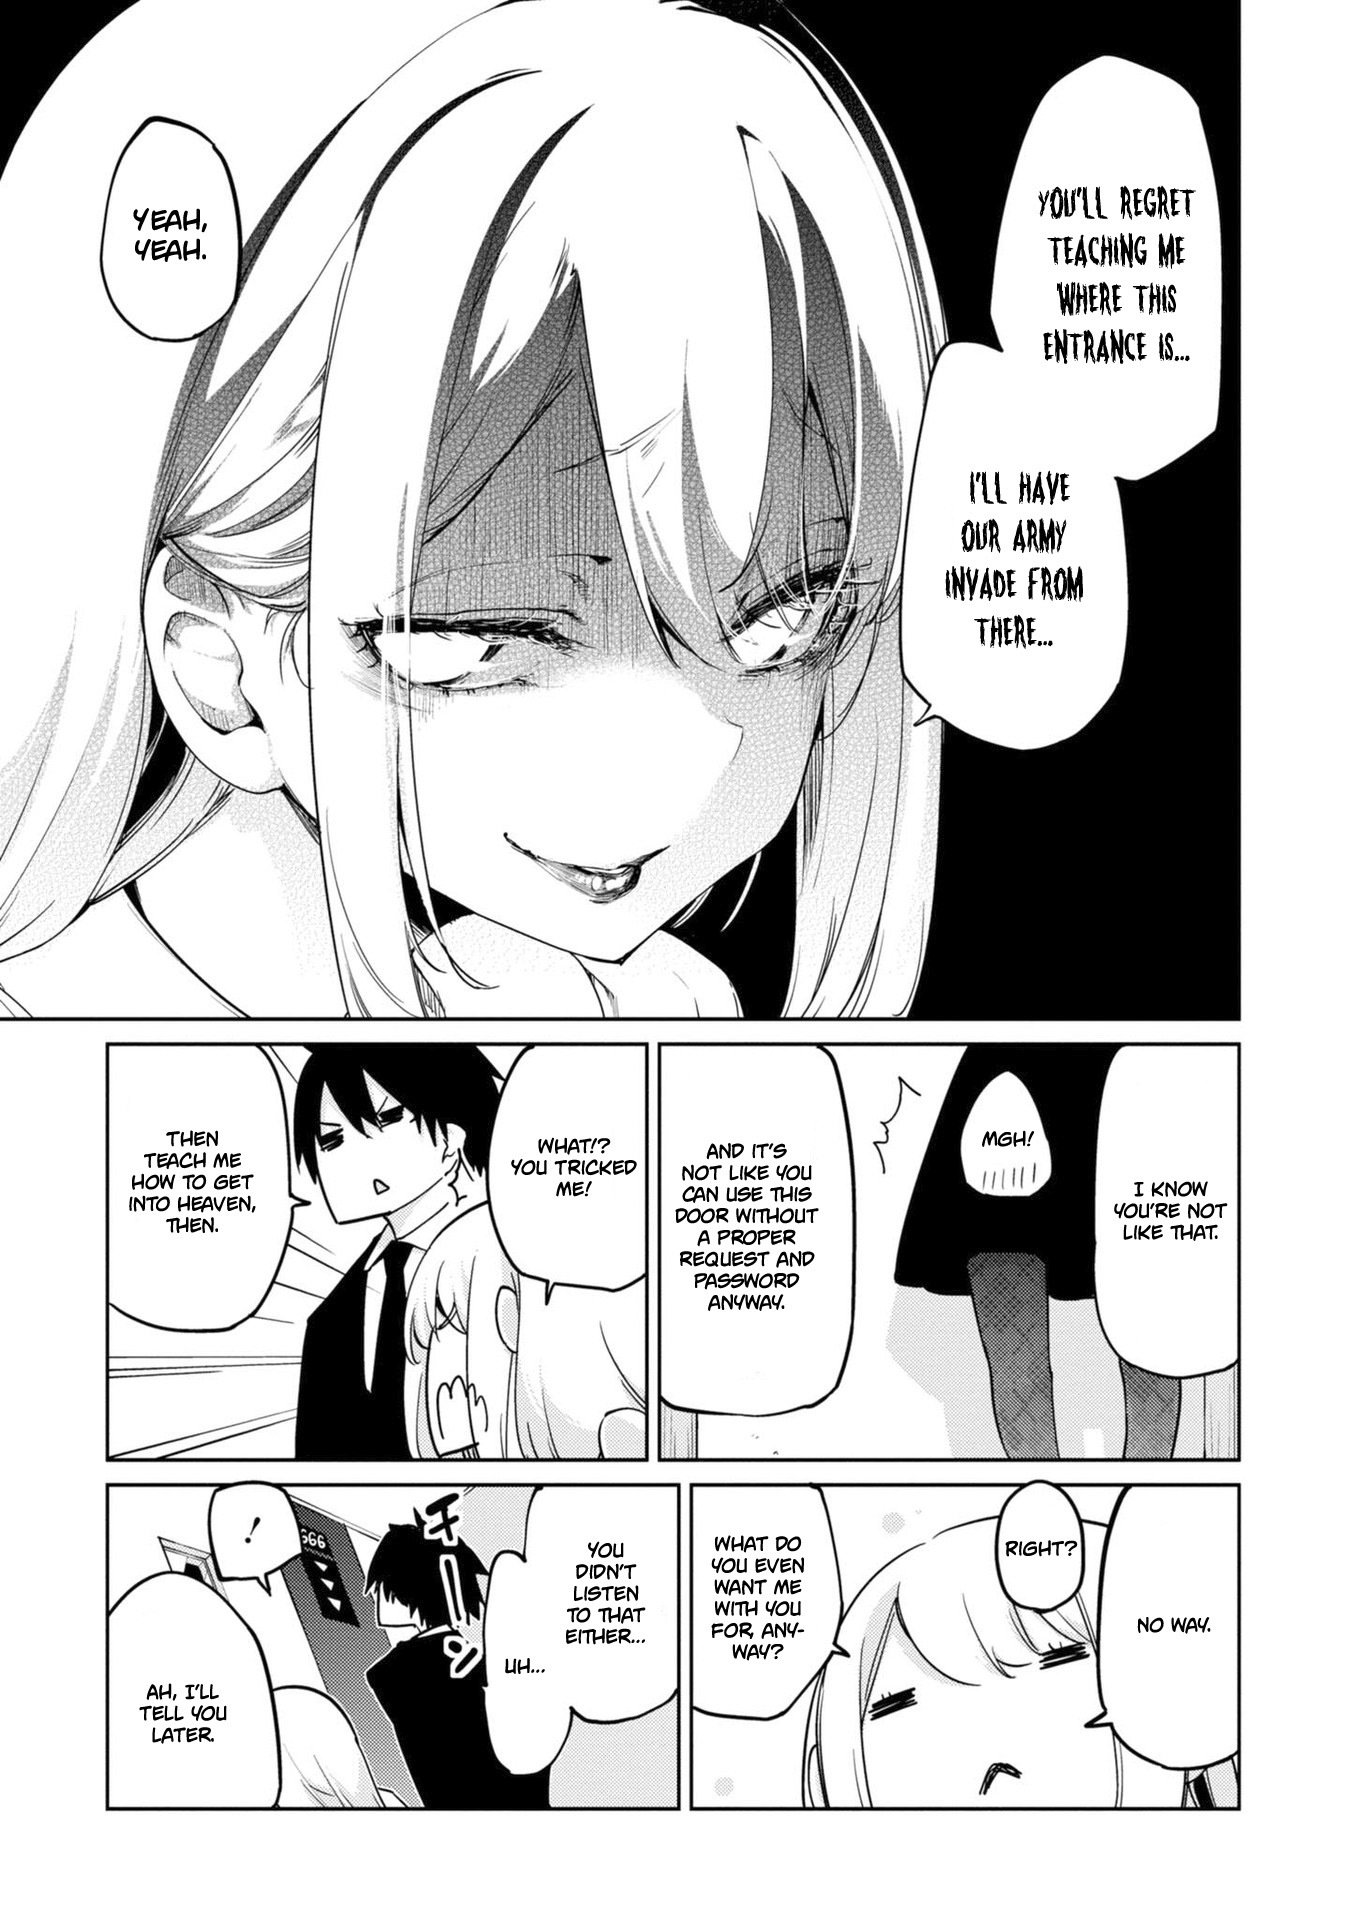 YOU'LL REGRET
TEACHING ME
WHERE THIS
ENTRANCE IS...
I'LL HAVE
OUR ARMY
INVADE FROM
THERE...
YEAH,
YEAH.
I KNOW
YOU'RE NOT
LIKE THAT.
MGH!
AND IT'S
NOT LIKE YOU
CAN USE THIS
DOOR WITHOUT
A PROPER
REQUEST AND
PASSWORD
ANYWAY.
WHAT!?
YOU TRICKED
ME!
THEN
TEACH ME
HOW TO GET
INTO HEAVEN,
THEN.
NO WAY.
RIGHT?
WHAT DO
YOU EVEN
WANT ME
WITH YOU
FOR, ANY-
WAY?
YOU
DIDN'T
LISTEN
TO THAT
EITHER...
UH...
チーン
666
!
AH, I'LL
TELL YOU
LATER.